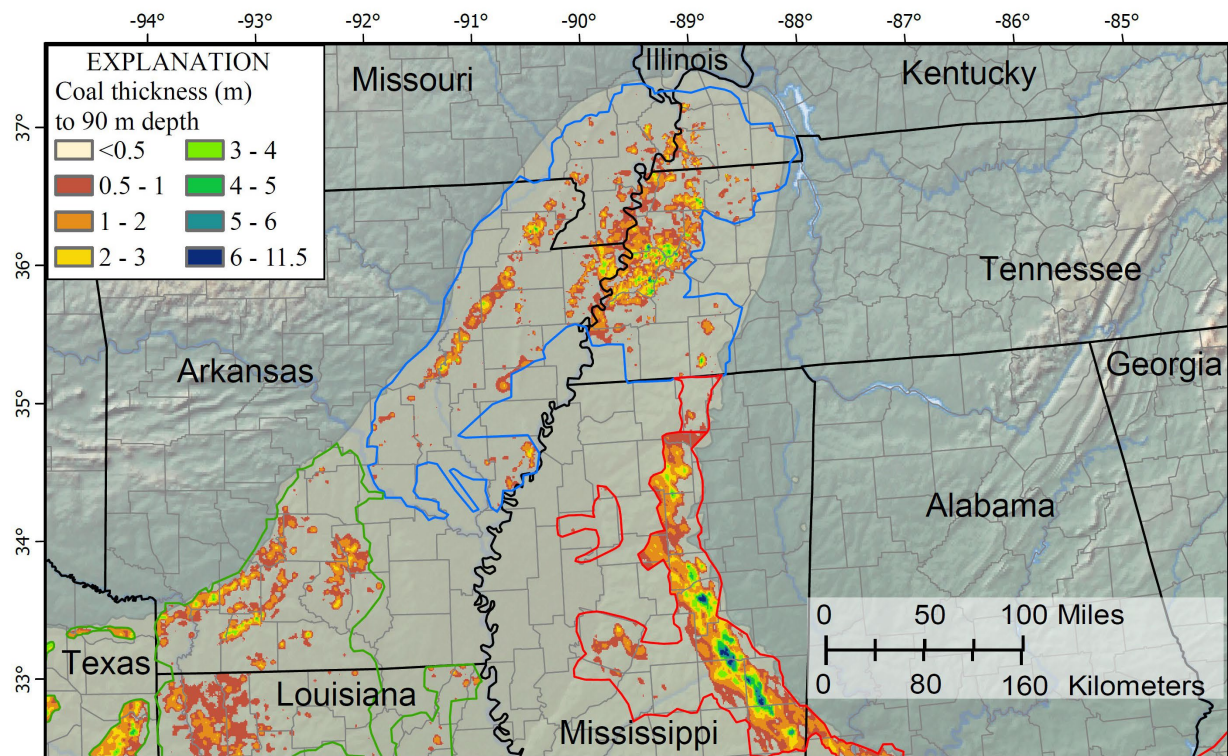 -94° -93° -92° -91° -90° -89° -88° -87° -86° -85°
EXPLANATION
Coal thickness (m)
to 90 m depth
<0.5 3 - 4
0.5 - 1 4 - 5
1 - 2 5 - 6
2 - 3 6 - 11.5
Missouri
Illinois
Kentucky
37°
36°
Tennessee
Arkansas
Georgia
35°
Alabama
34°
0 50 100 Miles
0 80 160 Kilometers
33°
Texas
Louisiana
Mississippi